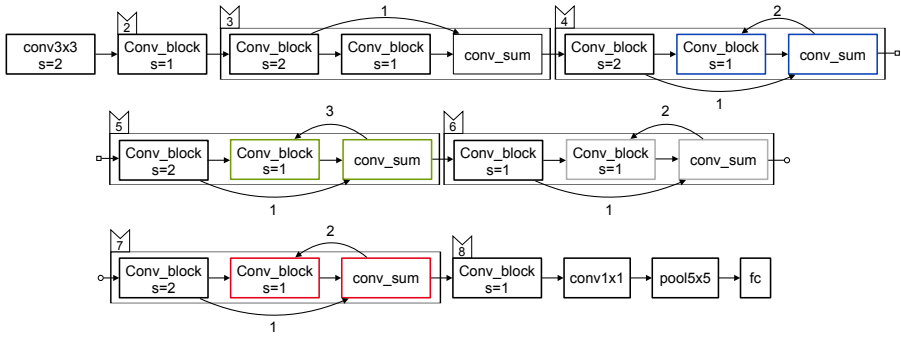 2
3
1
4
2
conv3x3
s=2
Conv_block
s=1
Conv_block
s=2
Conv_block
s=1
conv_sum
Conv_block
s=2
Conv_block
s=1
conv_sum
1
5
3
6
2
Conv_block
s=2
Conv_block
s=1
conv_sum
Conv_block
s=1
Conv_block
s=1
conv_sum
1
1
7
2
8
Conv_block
s=2
Conv_block
s=1
conv_sum
Conv_block
s=1
conv1x1
pool5x5
fc
1